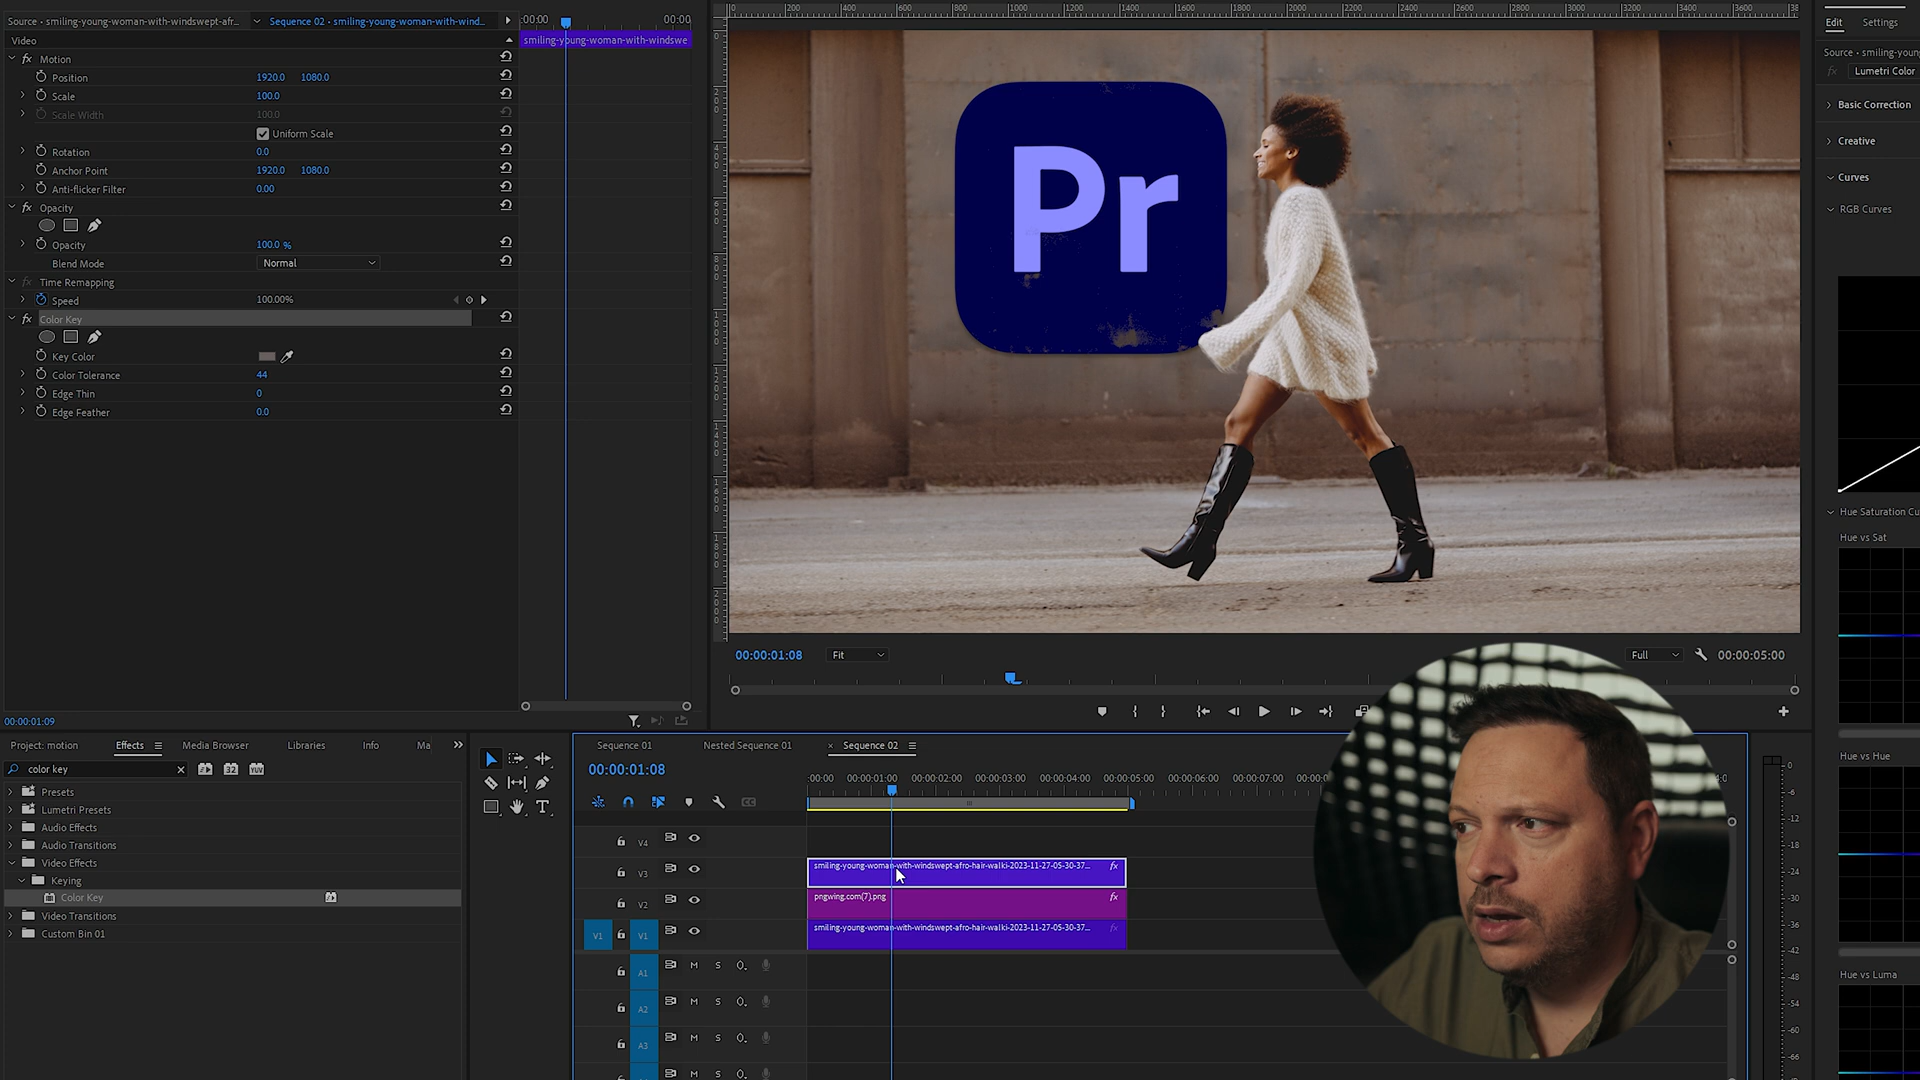 Source • smiling-young-woman-with-windswept-afr...
Sequence 02 • smiling-young-woman-with-wind...
:00:00
00:00
Video
smiling-young-woman-with-windswe
Motion
Position 1920.0 1080.0
Scale 100.0
Scale Width 100.0
Uniform Scale
Rotation 0.0
Anchor Point 1920.0 1080.0
Anti-flicker Filter 0.00
Opacity
Opacity 100.0 %
Blend Mode Normal
Time Remapping
Speed 100.00%
Color Key
Key Color
Color Tolerance 44
Edge Thin 0
Edge Feather 0.0
00:00:01:09
0 200 400 600 800 1000 1200 1400 1600 1800 2000 2200 2400 2600 2800 3000 3200 3400 3600
Pr
00:00:01:08
Fit
Full
00:00:05:00
Edit
Settings
Source • smiling-young
fx Lumetri Color
Basic Correction
Creative
Curves
RGB Curves
Hue Saturation Cu
Hue vs Sat
Hue vs Hue
Hue vs Luma
Project: motion
Effects
Media Browser
Libraries
Info
Ma
color key
32
YUV
Presets
Lumetri Presets
Audio Effects
Audio Transitions
Video Effects
Keying
Color Key
Video Transitions
Custom Bin 01
Sequence 01
Nested Sequence 01
Sequence 02
00:00:01:08
:00:00 00:00:01:00 00:00:02:00 00:00:03:00 00:00:04:00 00:00:05:00 00:00:06:00 00:00:07:00 00:00:0
V4
V3
smiling-young-woman-with-windswept-afro-hair-walki-2023-11-27-05-30-37... fx
V2
pngwing.com(7).png fx
V1 V1
smiling-young-woman-with-windswept-afro-hair-walki-2023-11-27-05-30-37... fx
A1 M S
A2 M S
A3 M S
M S
0
-6
-12
-18
-24
-30
-36
-42
-48
-54
-60
-66